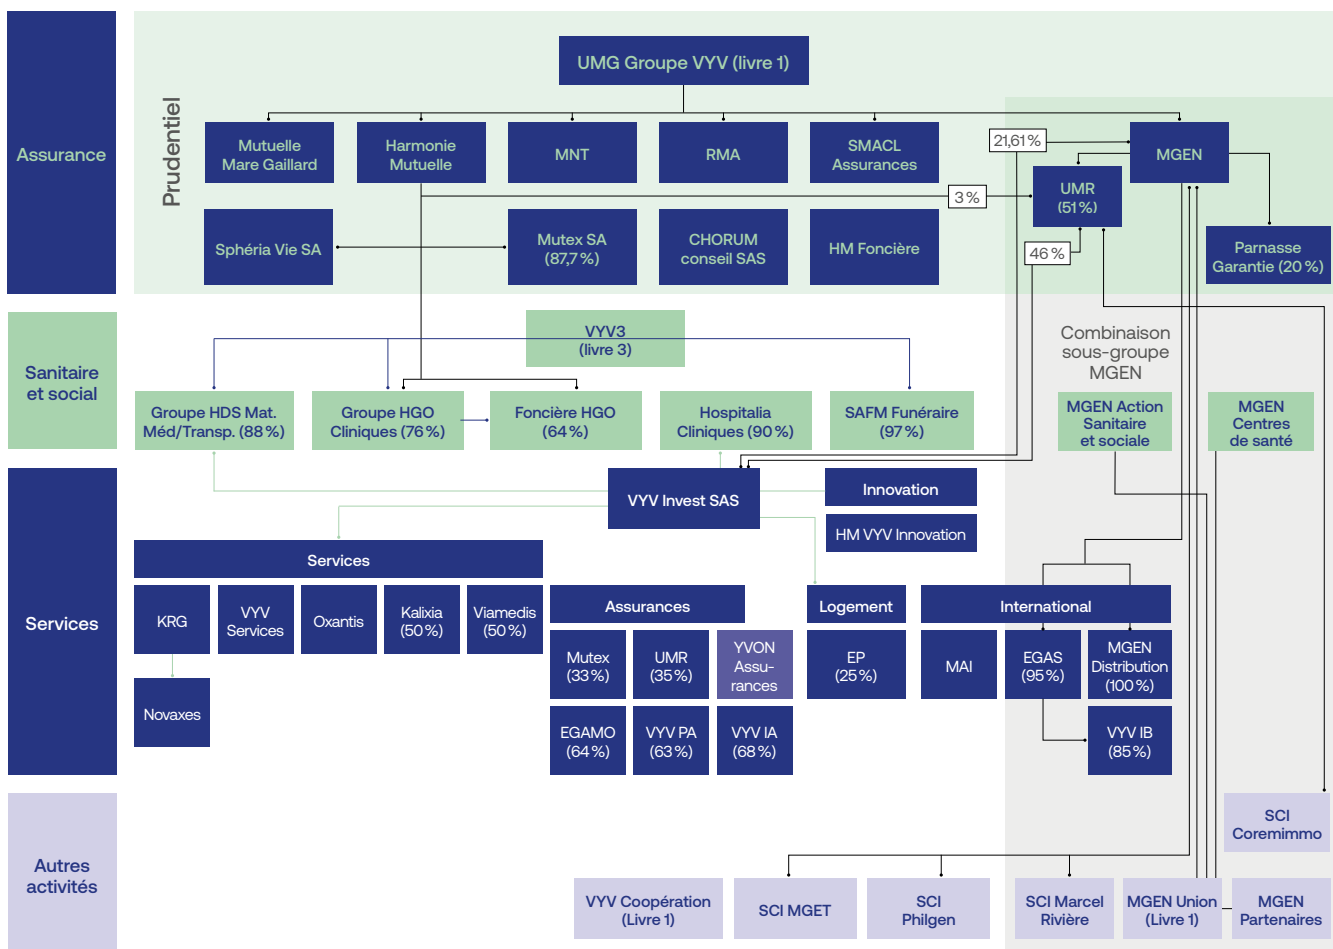 UMG Groupe VYV (livre 1)
Assurance
Prudentiel
Mutuelle
Mare Gaillard
Harmonie
Mutuelle
MNT
RMA
SMACL
Assurances
21,61 %
MGEN
3 %
UMR
(51 %)
Sphéria Vie SA
Mutex SA
(87,7 %)
CHORUM
conseil SAS
HM Foncière
46 %
Parnasse
Garantie (20 %)
Sanitaire
et social
VYV3
(livre 3)
Combinaison
sous-groupe
MGEN
Groupe HDS Mat.
Méd/Transp. (88 %)
Groupe HGO
Cliniques (76 %)
Foncière HGO
(64 %)
Hospitalia
Cliniques (90 %)
SAFM Funéraire
(97 %)
MGEN Action
Sanitaire
et sociale
MGEN
Centres
de santé
Services
VYV Invest SAS
Innovation
HM VYV Innovation
Services
KRG
VYV
Services
Oxantis
Kalixia
(50 %)
Viamedis
(50 %)
Novaxes
Assurances
Mutex
(33 %)
UMR
(35 %)
YVON
Assu-
rances
EGAMO
(64 %)
VYV PA
(63 %)
VYV IA
(68 %)
Logement
EP
(25 %)
International
MAI
EGAS
(95 %)
MGEN
Distribution
(100 %)
VYV IB
(85 %)
Autres
activités
SCI
Coremimmo
VYV Coopération
(Livre 1)
SCI MGET
SCI
Philgen
SCI Marcel
Rivière
MGEN Union
(Livre 1)
MGEN
Partenaires